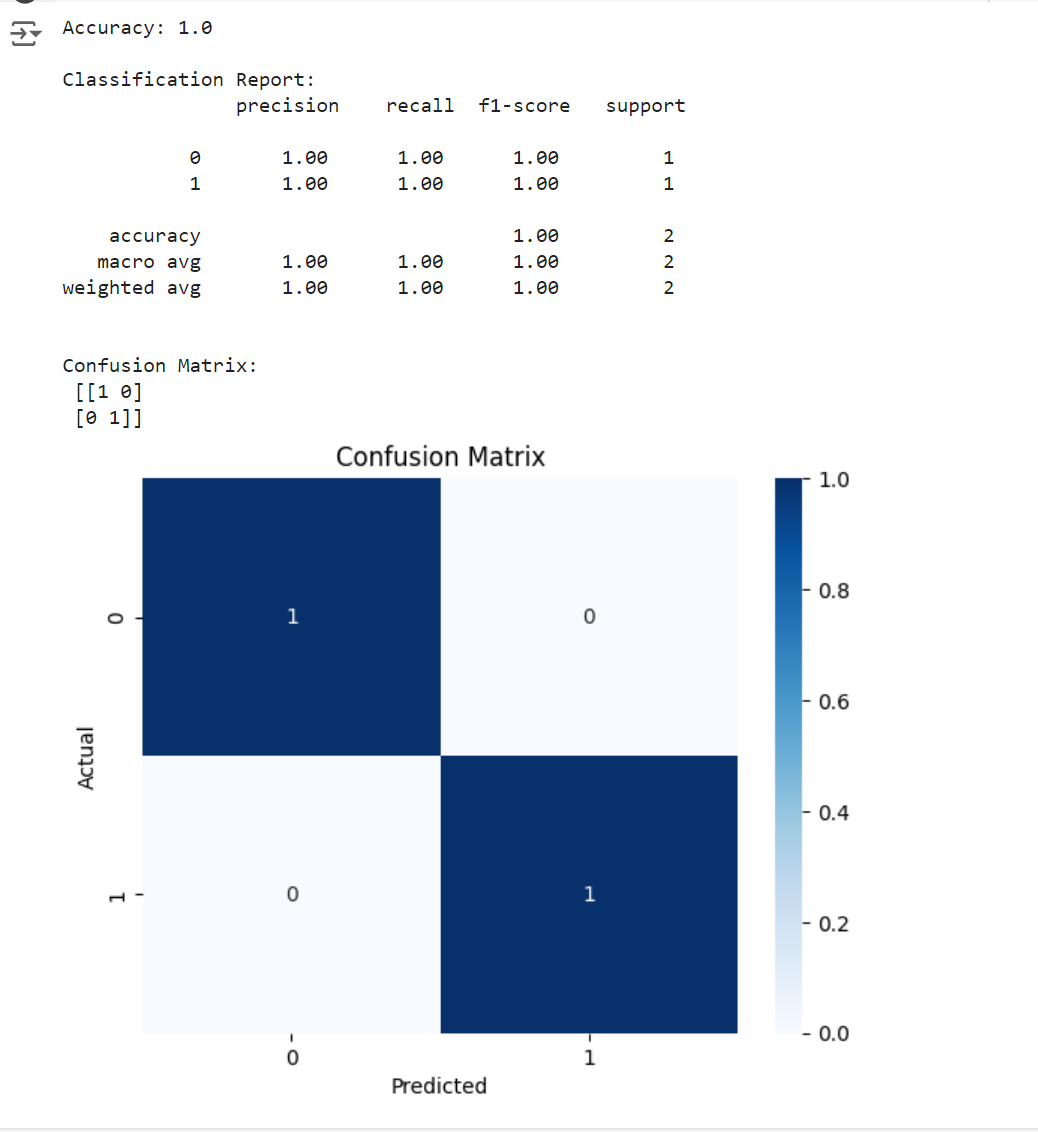 Accuracy: 1.0
Classification Report:
precision recall f1-score support
0 1.00 1.00 1.00 1
1 1.00 1.00 1.00 1
accuracy 1.00 2
macro avg 1.00 1.00 1.00 2
weighted avg 1.00 1.00 1.00 2
Confusion Matrix:
[[1 0]
[0 1]]
Confusion Matrix
1.0
0.8
0.6
0.4
0.2
0.0
Actual
0
1
1 0
0 1
0 1
Predicted